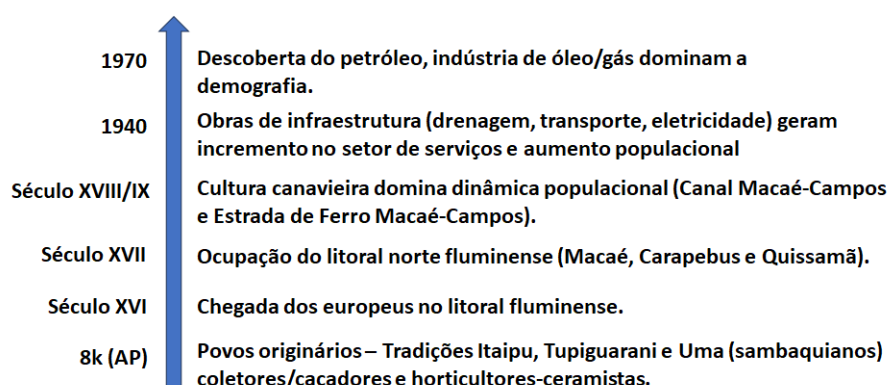 1970 Descoberta do petróleo, indústria de óleo/gás dominam a
demografia.
1940 Obras de infraestrutura (drenagem, transporte, eletricidade) geram
incremento no setor de serviços e aumento populacional
Século XVIII/IX Cultura canavieira domina dinâmica populacional (Canal Macaé-Campos
e Estrada de Ferro Macaé-Campos).
Século XVII Ocupação do litoral norte fluminense (Macaé, Carapebus e Quissamã).
Século XVI Chegada dos europeus no litoral fluminense.
8k (AP) Povos originários – Tradições Itaipu, Tupiguarani e Uma (sambaquianos)
coletores/caçadores e horticultores-ceramistas.